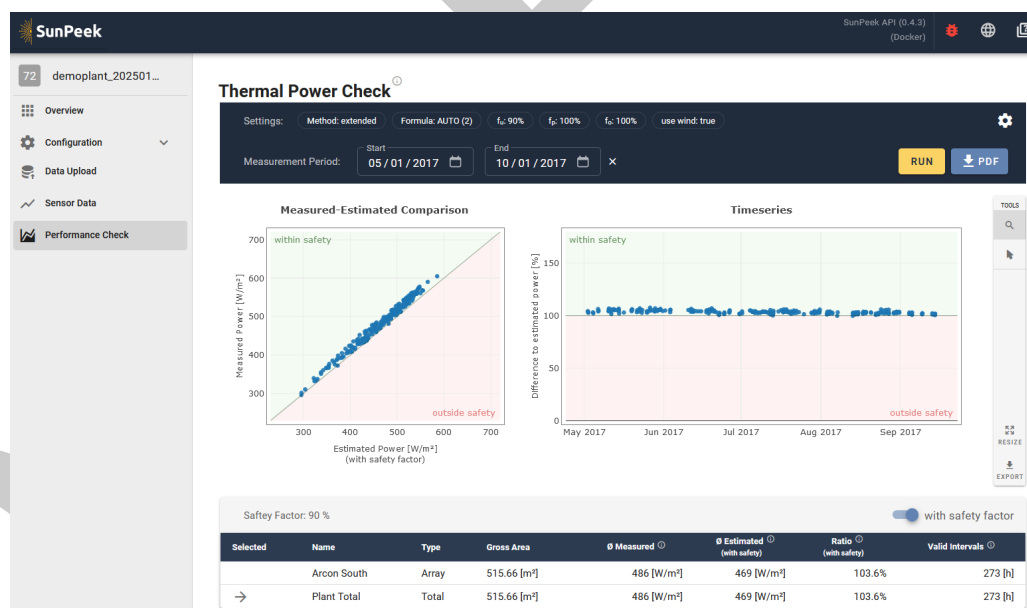 SunPeek
SunPeek API (0.4.3)
(Docker)
72 demoplant_202501...
Overview
Configuration
Data Upload
Sensor Data
Performance Check
Thermal Power Check
Settings: Method: extended Formula: AUTO (2) fᵤ: 90% fₚ: 100% fₒ: 100% use wind: true
Measurement Period: Start 05/01/2017 End 10/01/2017 ×
RUN
PDF
Measured-Estimated Comparison
within safety
outside safety
700
600
500
400
300
Measured Power [W/m²]
300 400 500 600 700
Estimated Power [W/m²]
(with safety factor)
Timeseries
within safety
outside safety
150
100
50
0
Difference to estimated power [%]
May 2017 Jun 2017 Jul 2017 Aug 2017 Sep 2017
TOOLS
RESIZE
EXPORT
Saftey Factor: 90 %
with safety factor
Selected Name Type Gross Area Ø Measured Ø Estimated (with safety) Ratio (with safety) Valid Intervals
Arcon South Array 515.66 [m²] 486 [W/m²] 469 [W/m²] 103.6% 273 [h]
Plant Total Total 515.66 [m²] 486 [W/m²] 469 [W/m²] 103.6% 273 [h]